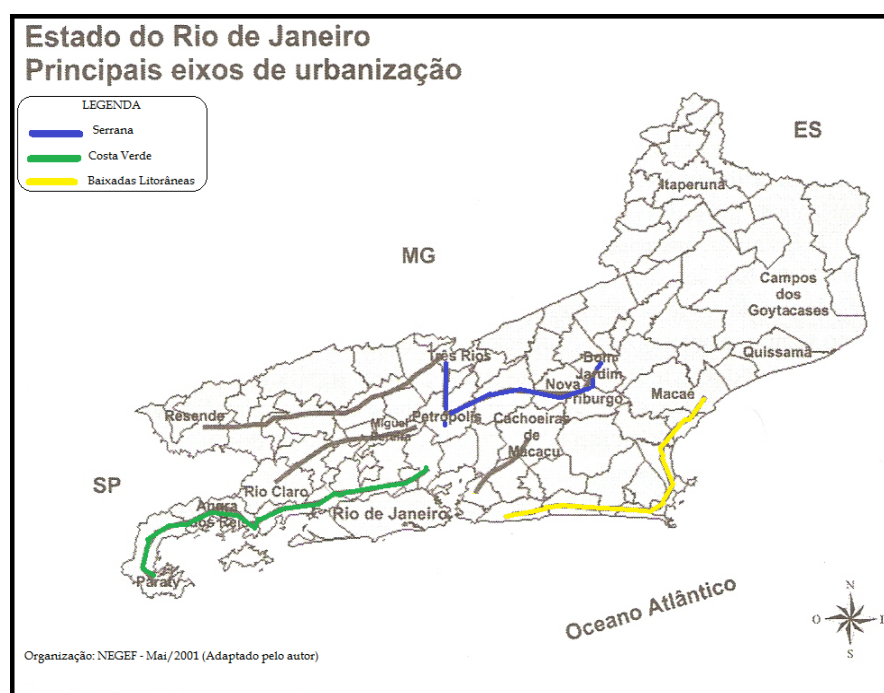 Estado do Rio de Janeiro
Principais eixos de urbanização
LEGENDA
Serrana
Costa Verde
Baixadas Litorâneas
ES
Itaperuna
MG
Campos
dos
Goytacases
Três Rios
Quissamã
Bom
Jardim
Nova
Friburgo
Macaé
Resende
Petrópolis
Miguel
Cachoeiras
de
Macacu
SP
Rio Claro
Angra
dos Reis
Rio de Janeiro
Paraty
Oceano Atlântico
N
O
S
Organização: NEGEF - Mai/2001 (Adaptado pelo autor)